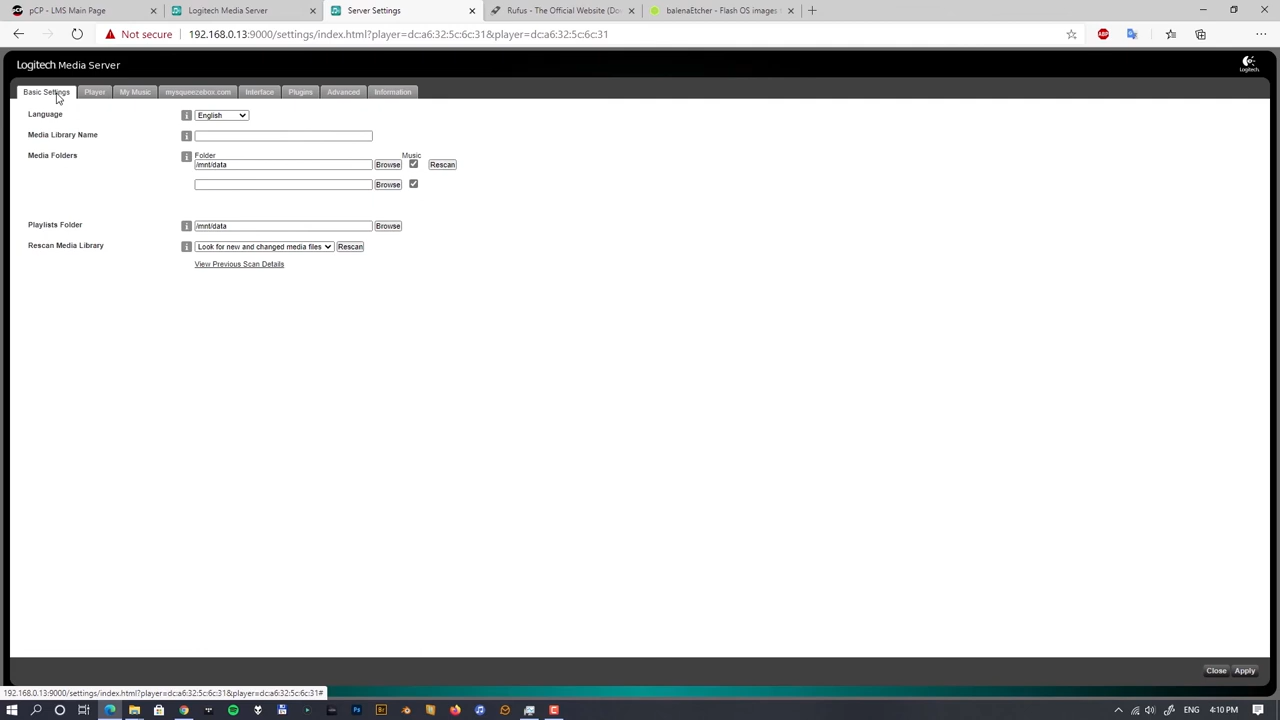 pCP - LMS Main Page
Logitech Media Server
Server Settings
Rufus - The Official Website (Do
balenaEtcher - Flash OS images t
Not secure
192.168.0.13:9000/settings/index.html?player=dc:a6:32:5c:6c:31&player=dc:a6:32:5c:6c:31
ABP
Logitech Media Server
Logitech
Basic Settings
Player
My Music
mysqueezebox.com
Interface
Plugins
Advanced
Information
Language
English
Media Library Name
Media Folders
Folder
Music
/mnt/data
Browse
Rescan
Browse
Playlists Folder
/mnt/data
Browse
Rescan Media Library
Look for new and changed media files
Rescan
View Previous Scan Details
Close
Apply
192.168.0.13:9000/settings/index.html?player=dc:a6:32:5c:6c:31&player=dc:a6:32:5c:6c:31#
Ps
Br
ENG
4:10 PM